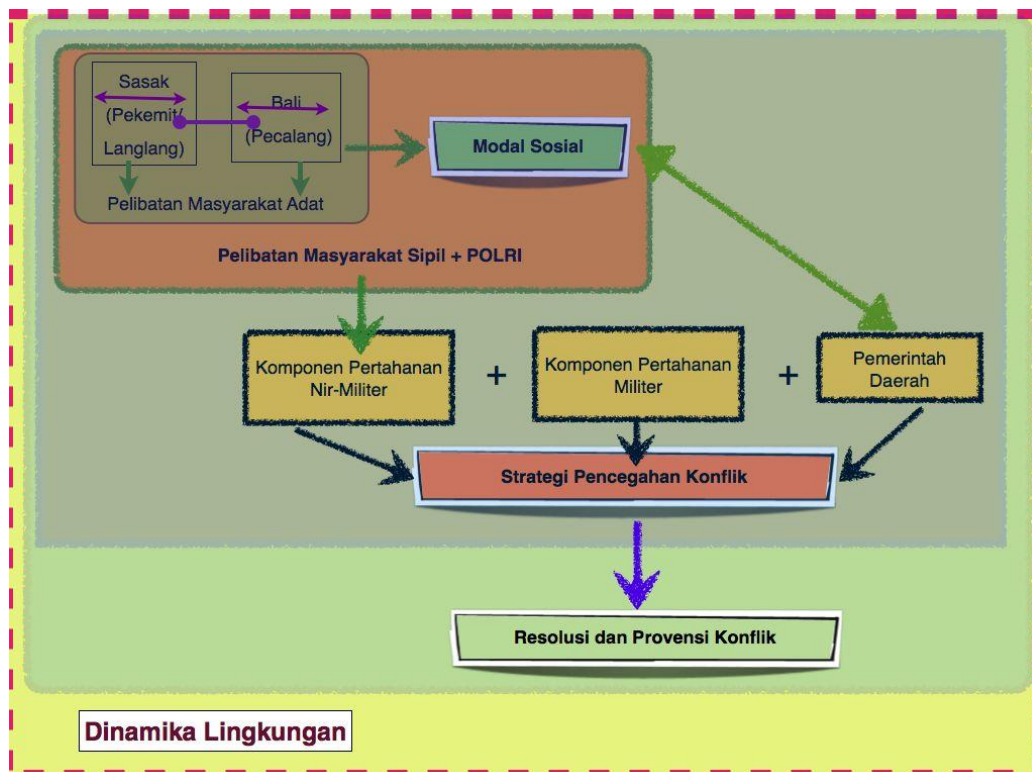 Sasak
(Pekemit/
Langlang)
Bali
(Pecalang)
Modal Sosial
Pelibatan Masyarakat Adat
Pelibatan Masyarakat Sipil + POLRI
Komponen Pertahanan
Nir-Militer
+
Komponen Pertahanan
Militer
+
Pemerintah
Daerah
Strategi Pencegahan Konflik
Resolusi dan Provensi Konflik
Dinamika Lingkungan